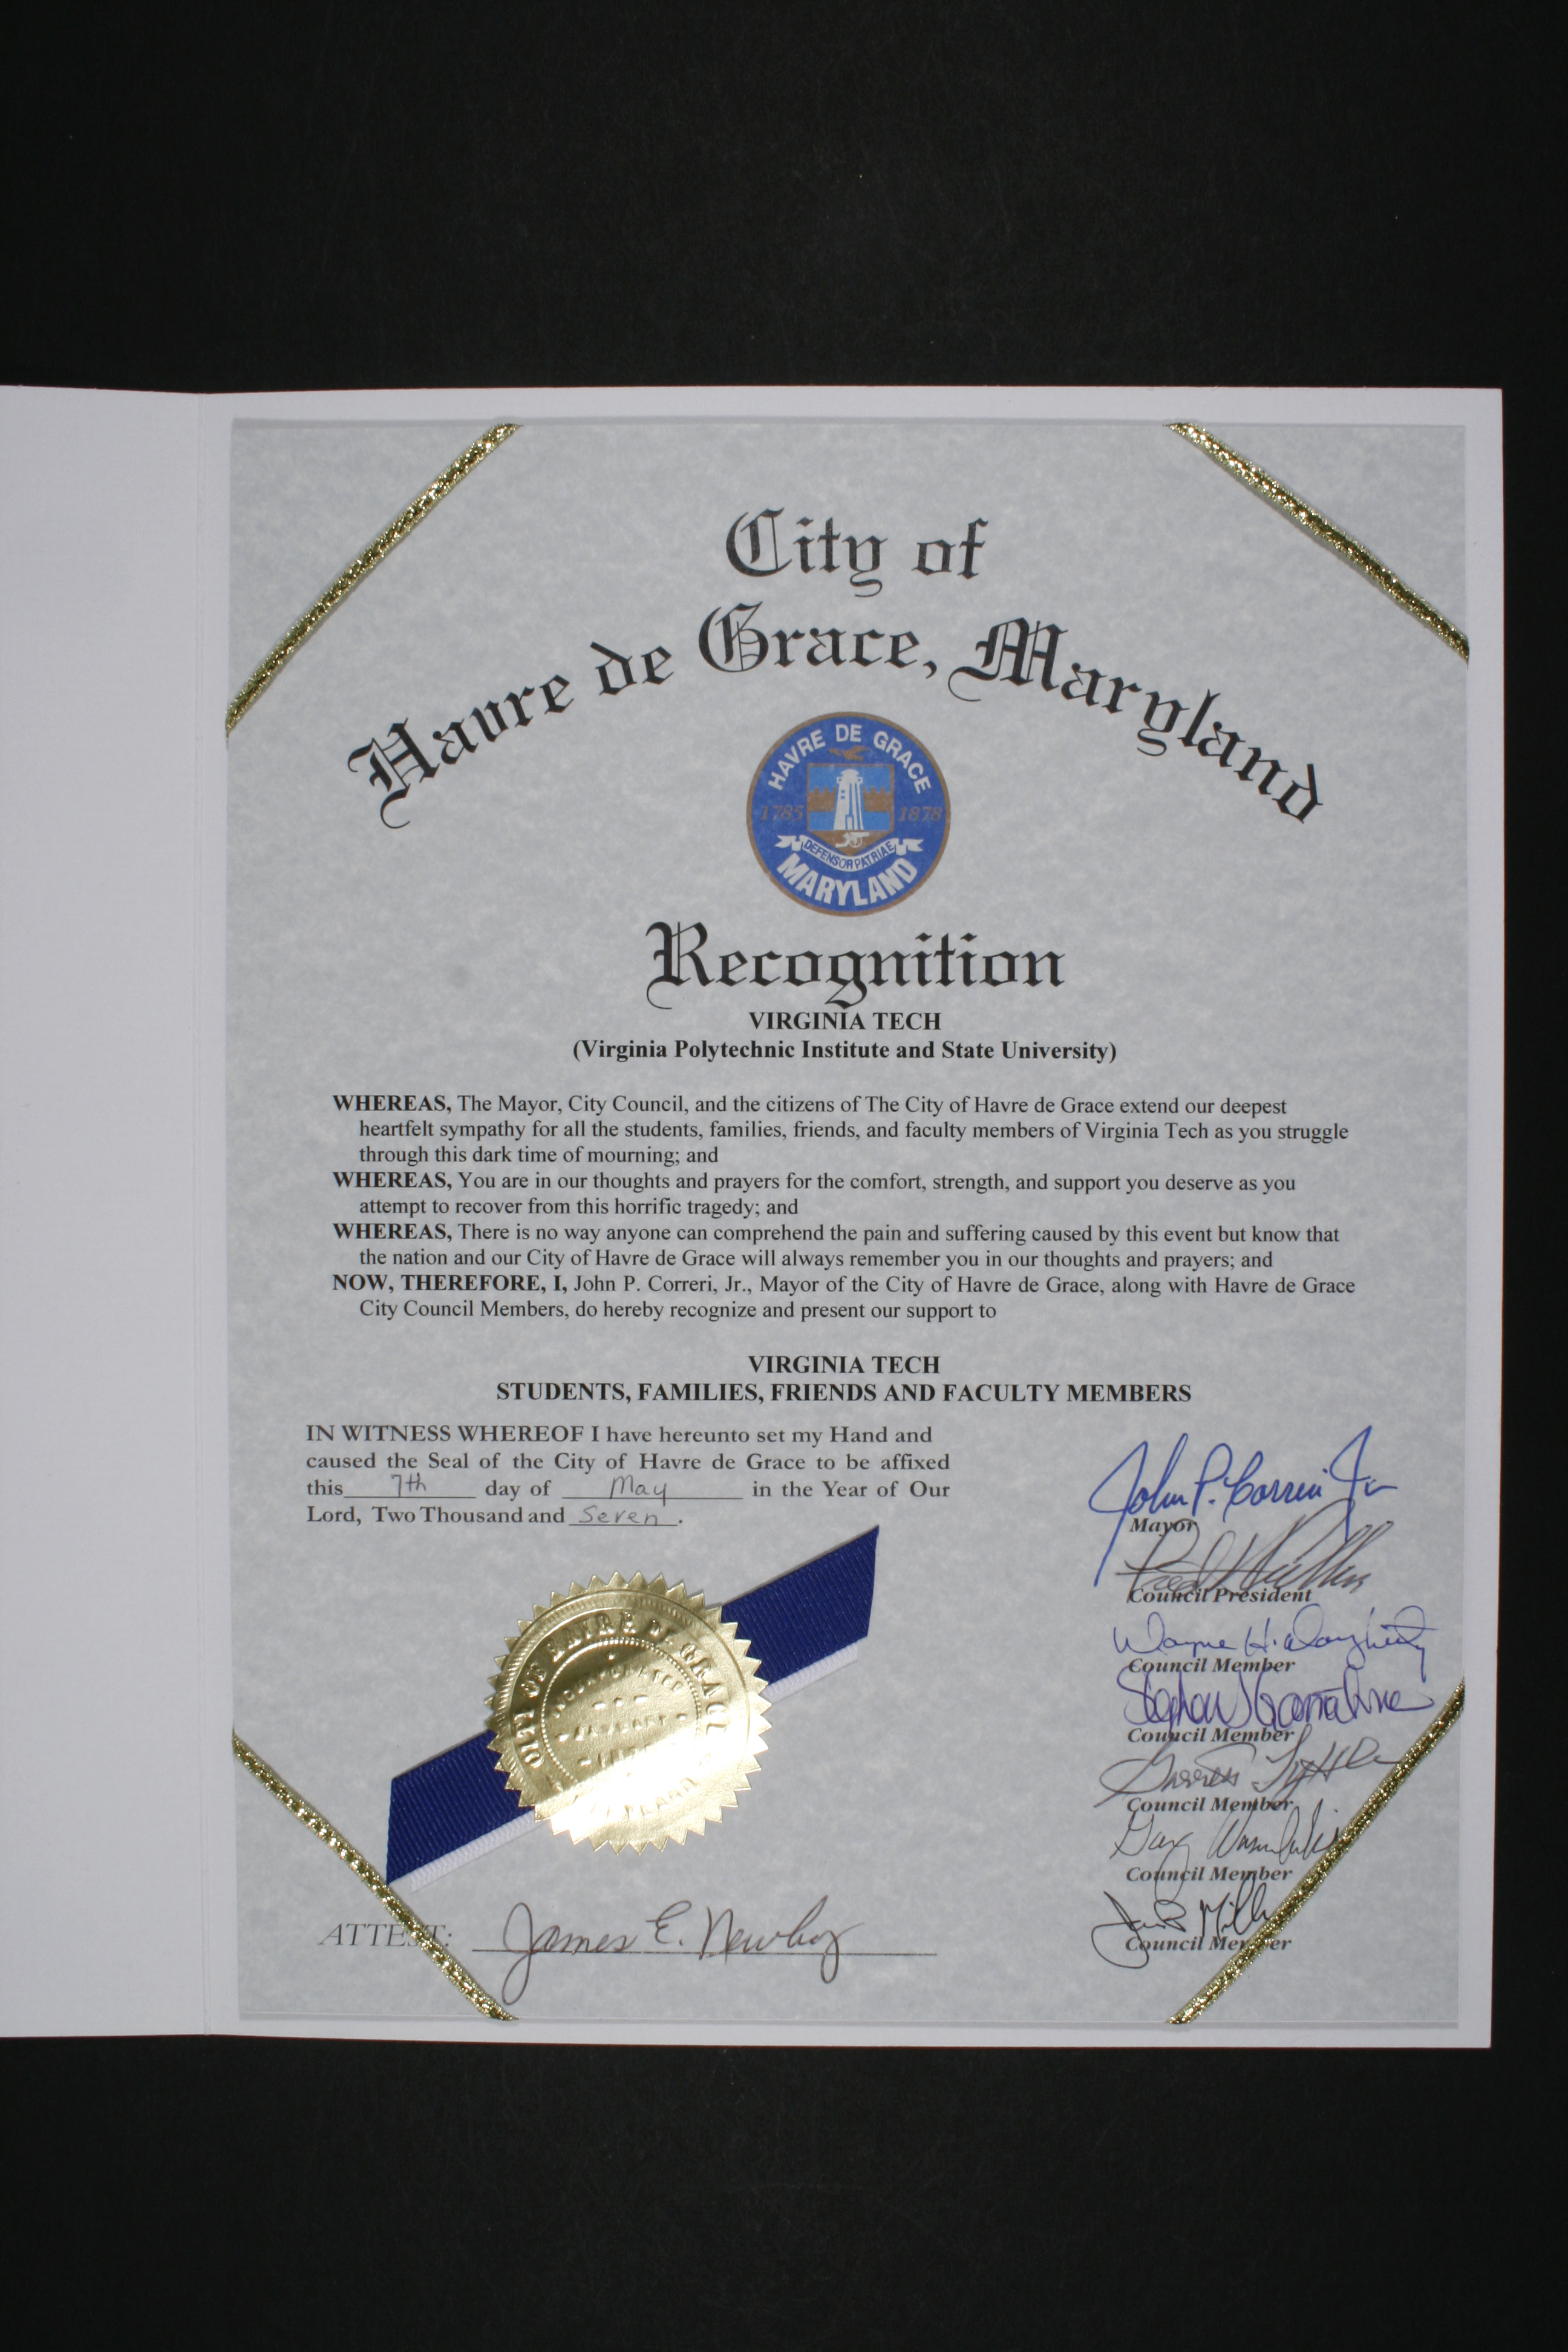 City of
Havre de Grace, Maryland
HAVRE DE GRACE
1785 1878
DEFENSOR PATRIAE
MARYLAND
Recognition
VIRGINIA TECH
(Virginia Polytechnic Institute and State University)
WHEREAS, The Mayor, City Council, and the citizens of The City of Havre de Grace extend our deepest
heartfelt sympathy for all the students, families, friends, and faculty members of Virginia Tech as you struggle
through this dark time of mourning; and
WHEREAS, You are in our thoughts and prayers for the comfort, strength, and support you deserve as you
attempt to recover from this horrific tragedy; and
WHEREAS, There is no way anyone can comprehend the pain and suffering caused by this event but know that
the nation and our City of Havre de Grace will always remember you in our thoughts and prayers; and
NOW, THEREFORE, I, John P. Correri, Jr., Mayor of the City of Havre de Grace, along with Havre de Grace
City Council Members, do hereby recognize and present our support to
VIRGINIA TECH
STUDENTS, FAMILIES, FRIENDS AND FACULTY MEMBERS
IN WITNESS WHEREOF I have hereunto set my Hand and
caused the Seal of the City of Havre de Grace to be affixed
this 7th day of May in the Year of Our
Lord, Two Thousand and Seven.
John P. Correri Jr
Mayor
Council President
Wayne H. Dougherty
Council Member
Council Member
Council Member
Council Member
Council Member
CITY OF HAVRE DE GRACE
ATTEST: James E. Newby